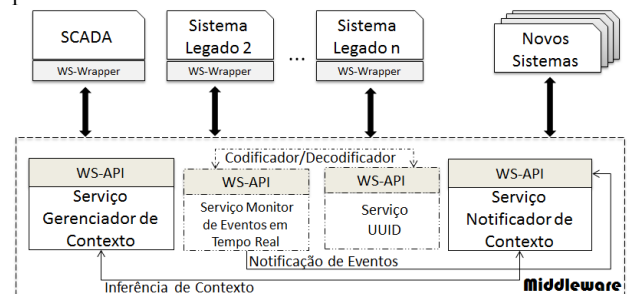 SCADA
WS-Wrapper
Sistema
Legado 2
WS-Wrapper
...
Sistema
Legado n
WS-Wrapper
Novos
Sistemas
Codificador/Decodificador
WS-API
Serviço
Gerenciador de
Contexto
WS-API
Serviço Monitor
de Eventos em
Tempo Real
WS-API
Serviço
UUID
WS-API
Serviço
Notificador de
Contexto
Notificação de Eventos
Inferência de Contexto
Middleware